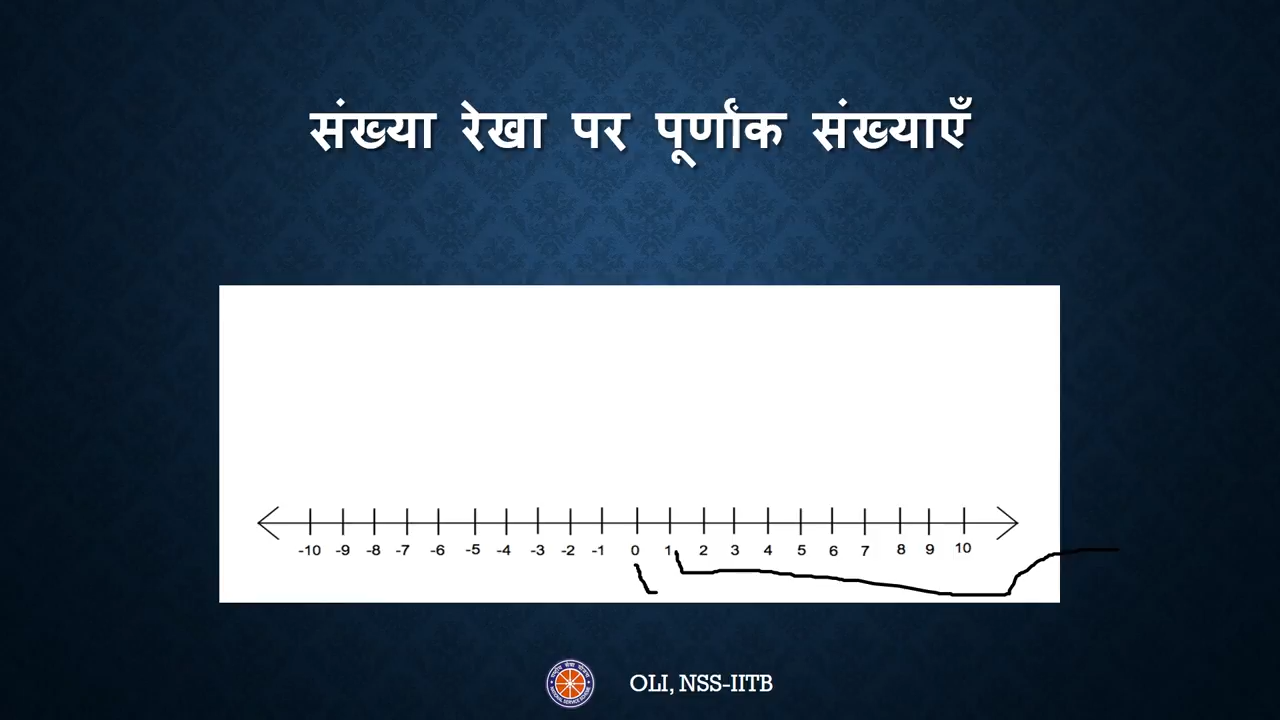 संख्या रेखा पर पूर्णांक संख्याएँ
-10 -9 -8 -7 -6 -5 -4 -3 -2 -1 0 1 2 3 4 5 6 7 8 9 10
OLI, NSS-IITB